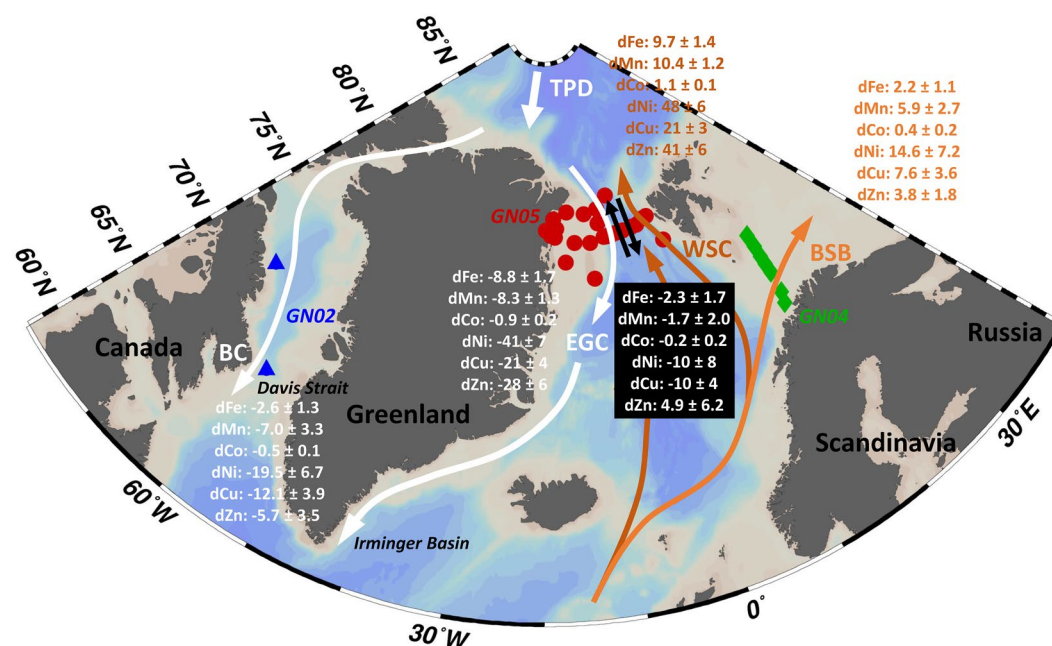 85°N
80°N
75°N
70°N
65°N
60°N
TPD
dFe: 9.7 ± 1.4
dMn: 10.4 ± 1.2
dCo: 1.1 ± 0.1
dNi: 48 ± 6
dCu: 21 ± 3
dZn: 41 ± 6
dFe: 2.2 ± 1.1
dMn: 5.9 ± 2.7
dCo: 0.4 ± 0.2
dNi: 14.6 ± 7.2
dCu: 7.6 ± 3.6
dZn: 3.8 ± 1.8
GN05
WSC
BSB
GN04
GN02
dFe: -8.8 ± 1.7
dMn: -8.3 ± 1.3
dCo: -0.9 ± 0.2
dNi: -41 ± 7
dCu: -21 ± 4
dZn: -28 ± 6
EGC
dFe: -2.3 ± 1.7
dMn: -1.7 ± 2.0
dCo: -0.2 ± 0.2
dNi: -10 ± 8
dCu: -10 ± 4
dZn: 4.9 ± 6.2
Canada
BC
Davis Strait
Greenland
Russia
Scandinavia
dFe: -2.6 ± 1.3
dMn: -7.0 ± 3.3
dCo: -0.5 ± 0.1
dNi: -19.5 ± 6.7
dCu: -12.1 ± 3.9
dZn: -5.7 ± 3.5
Irminger Basin
60°W
30°W
0°
30°E